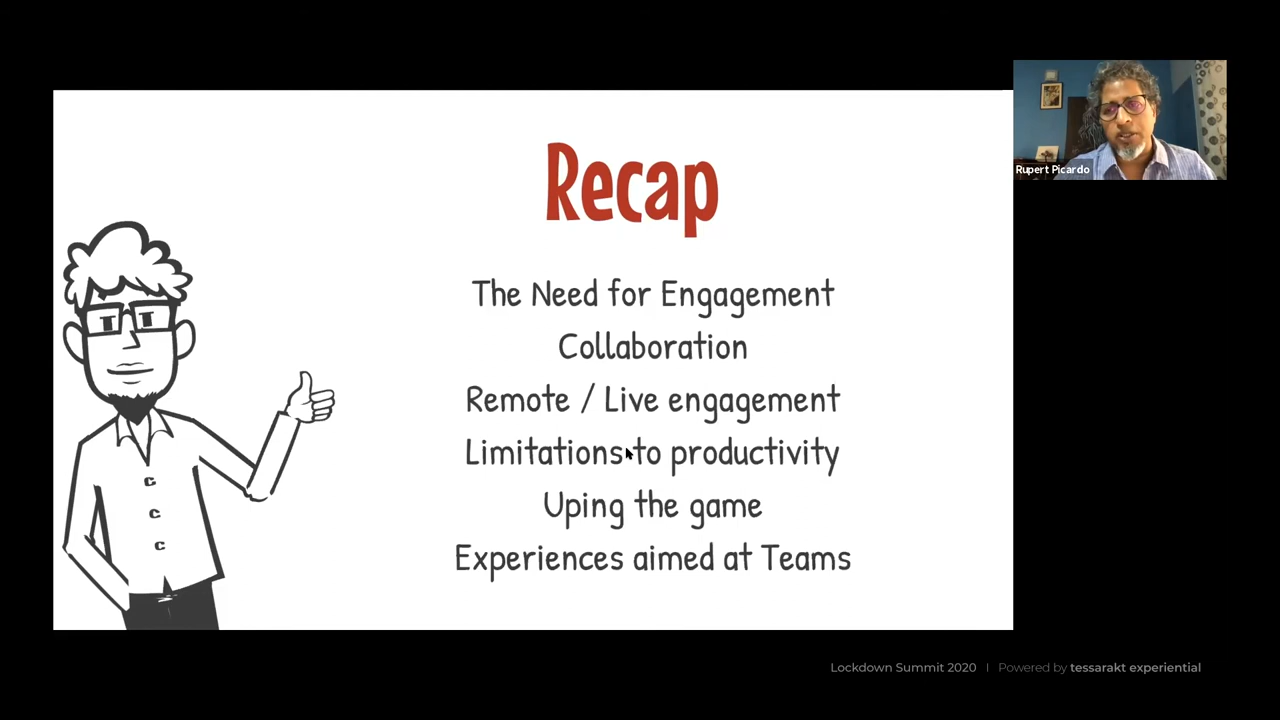 Recap
The Need for Engagement
Collaboration
Remote / Live engagement
Limitations to productivity
Uping the game
Experiences aimed at Teams
Rupert Picardo
Lockdown Summit 2020 | Powered by tessarakt experiential